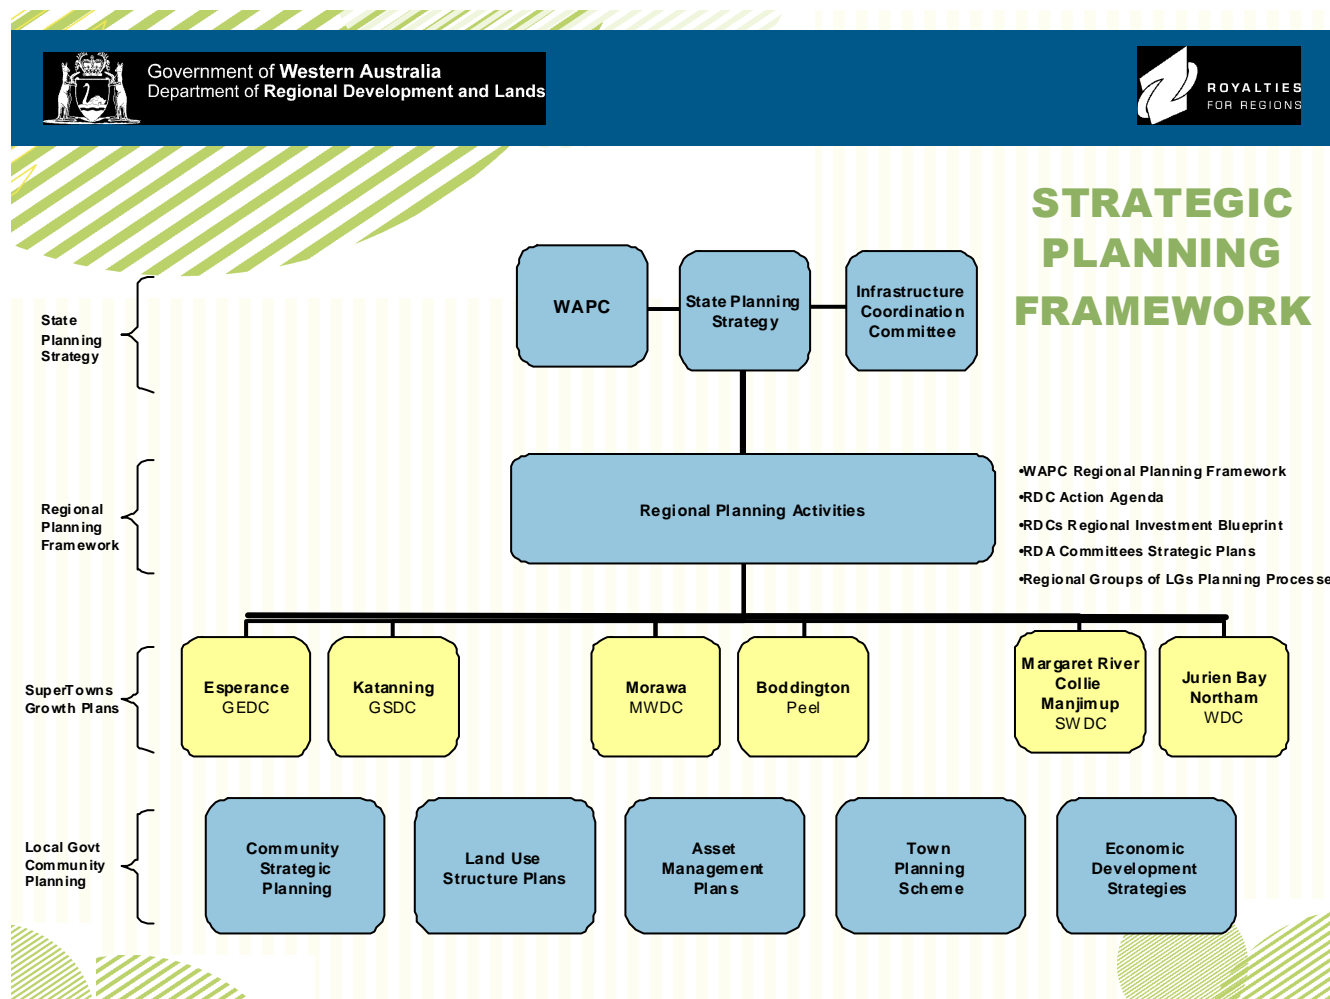 Government of Western Australia
Department of Regional Development and Lands
ROYALTIES
FOR REGIONS
STRATEGIC
PLANNING
FRAMEWORK
State
Planning
Strategy
WAPC
State Planning
Strategy
Infrastructure
Coordination
Committee
Regional
Planning
Framework
Regional Planning Activities
•WAPC Regional Planning Framework
•RDC Action Agenda
•RDCs Regional Investment Blueprint
•RDA Committees Strategic Plans
•Regional Groups of LGs Planning Processe
SuperTowns
Growth Plans
Esperance
GEDC
Katanning
GSDC
Morawa
MWDC
Boddington
Peel
Margaret River
Collie
Manjimup
SWDC
Jurien Bay
Northam
WDC
Local Govt
Community
Planning
Community
Strategic
Planning
Land Use
Structure Plans
Asset
Management
Plans
Town
Planning
Scheme
Economic
Development
Strategies